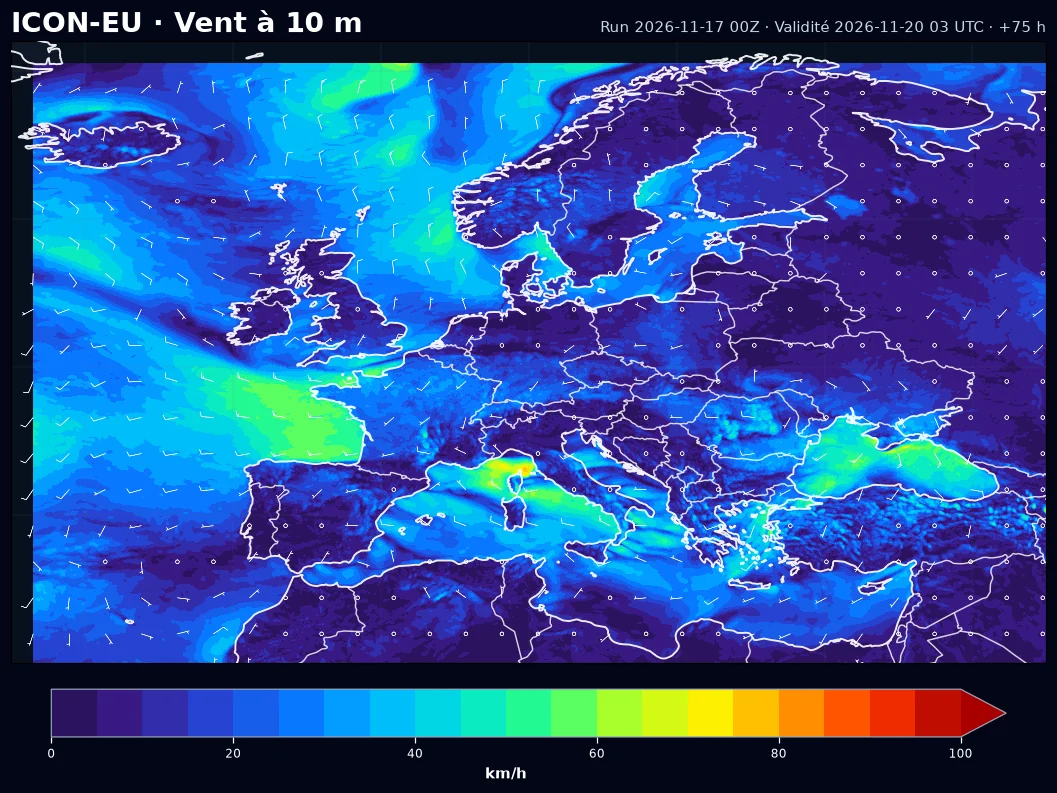 ICON-EU · Vent à 10 m
Run 2026-11-17 00Z · Validité 2026-11-20 03 UTC · +75 h
0 20 40 60 80 100
km/h